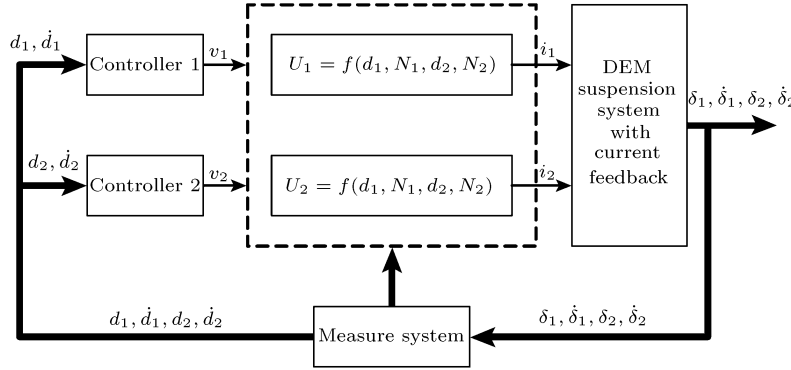 d₁, ḋ₁
Controller 1
v₁
U₁ = f(d₁, N₁, d₂, N₂)
i₁
DEM
suspension
system
with
current
feedback
δ₁, δ̇₁, δ₂, δ̇₂
d₂, ḋ₂
Controller 2
v₂
U₂ = f(d₁, N₁, d₂, N₂)
i₂
d₁, ḋ₁, d₂, ḋ₂
Measure system
δ₁, δ̇₁, δ₂, δ̇₂